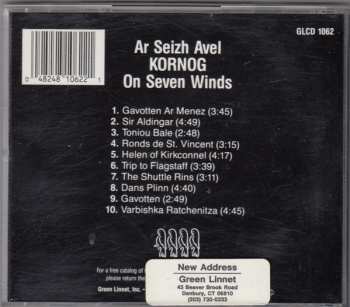 GLCD 1062
0 48248 10622 1
Ar Seizh Avel
KORNOG
On Seven Winds
1. Gavotten Ar Menez (3:45)
2. Sir Aldingar (4:49)
3. Toniou Bale (2:48)
4. Ronds de St. Vincent (3:15)
5. Helen of Kirkconnel (4:17)
6. Trip to Flagstaff (3:39)
7. The Shuttle Rins (3:11)
8. Dans Plinn (4:40)
9. Gavotten (2:49)
10. Varbishka Ratchenitza (4:45)
For a free catalog of
please return the
Green Linnet, Inc.
New Address
Green Linnet
43 Beaver Brook Road
Danbury, CT 06810
(203) 730-0333